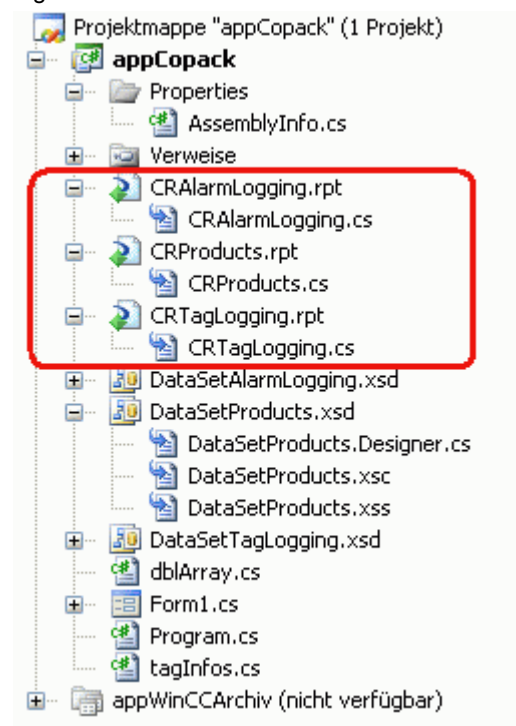 Projektmappe "appCopack" (1 Projekt)
appCopack
Properties
AssemblyInfo.cs
Verweise
CRAlarmLogging.rpt
CRAlarmLogging.cs
CRProducts.rpt
CRProducts.cs
CRTagLogging.rpt
CRTagLogging.cs
DataSetAlarmLogging.xsd
DataSetProducts.xsd
DataSetProducts.Designer.cs
DataSetProducts.xsc
DataSetProducts.xss
DataSetTagLogging.xsd
dblArray.cs
Form1.cs
Program.cs
tagInfos.cs
appWinCCArchiv (nicht verfügbar)